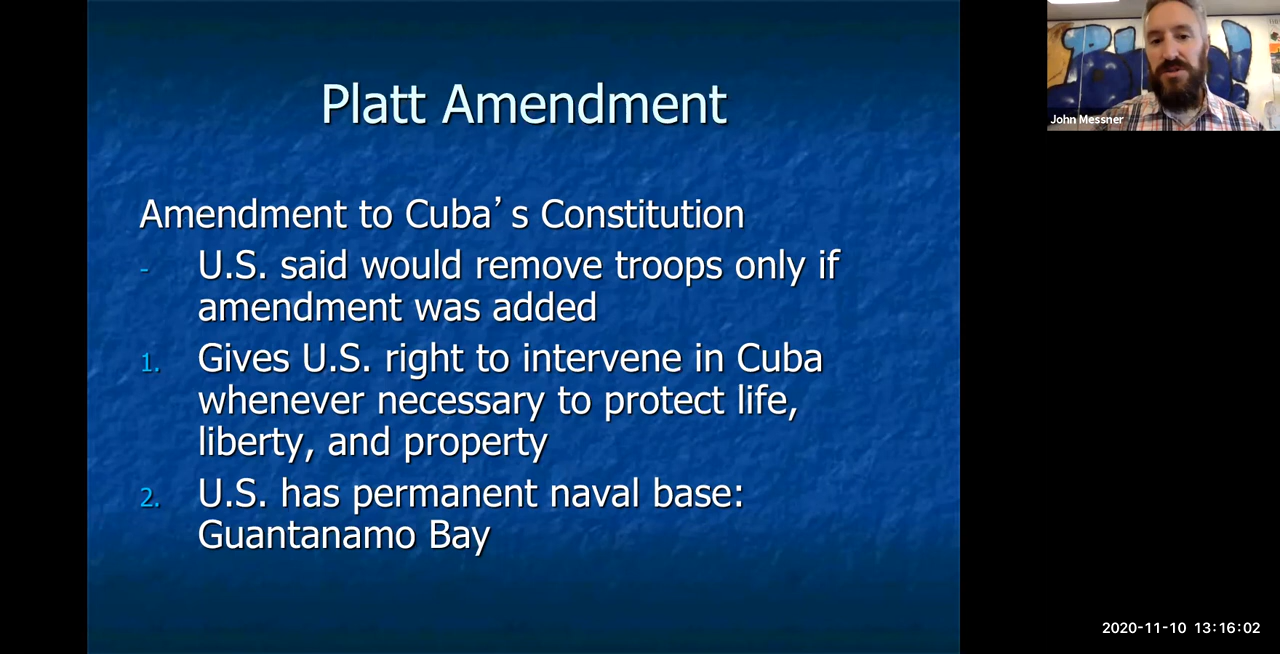 Platt Amendment
John Messner
Amendment to Cuba’s Constitution
- U.S. said would remove troops only if
amendment was added
1. Gives U.S. right to intervene in Cuba
whenever necessary to protect life,
liberty, and property
2. U.S. has permanent naval base:
Guantanamo Bay
2020-11-10 13:16:02